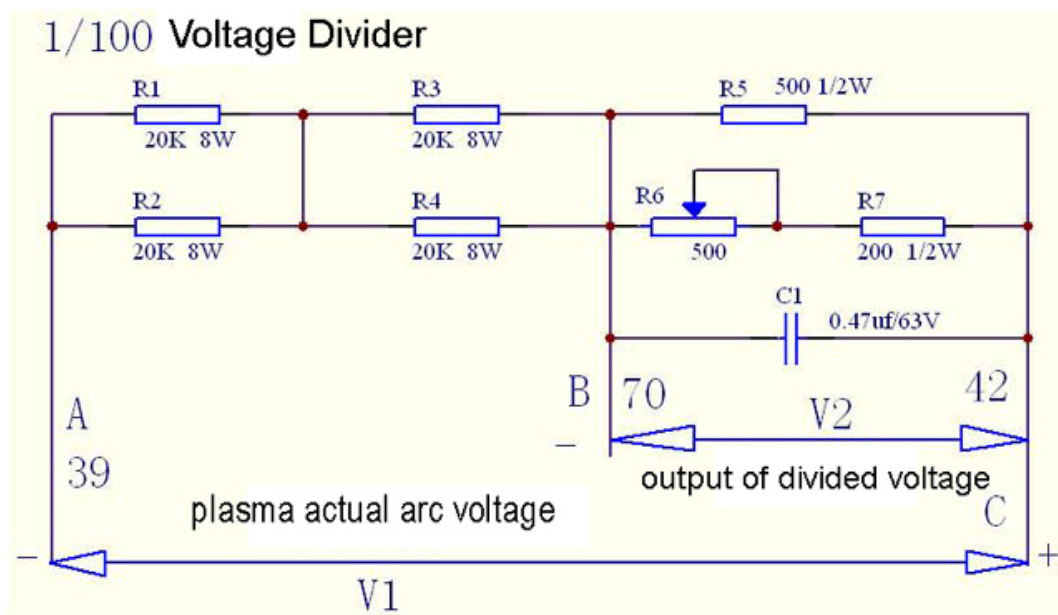 1/100 Voltage Divider
R1
R3
R5 500 1/2W
20K 8W
20K 8W
R2
R4
R6
R7
20K 8W
20K 8W
500
200 1/2W
C1
0.47uf/63V
A
B
70
42
V2
-
39
output of divided voltage
plasma actual arc voltage
C
-
+
V1